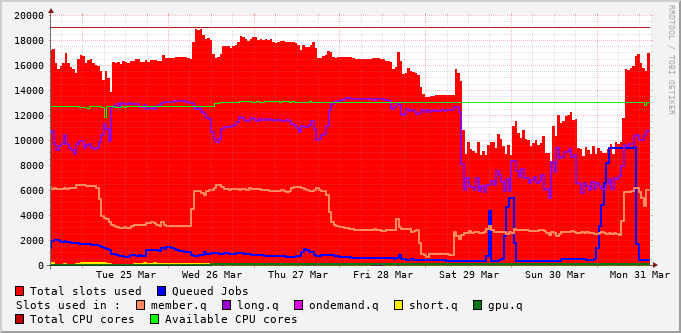 20000
18000
16000
14000
12000
10000
8000
6000
4000
2000
0
Tue 25 Mar Wed 26 Mar Thu 27 Mar Fri 28 Mar Sat 29 Mar Sun 30 Mar Mon 31 Mar
RRDTOOL / TOBI OETIKER
Total slots used Queued Jobs
Slots used in : member.q long.q ondemand.q short.q gpu.q
Total CPU cores Available CPU cores